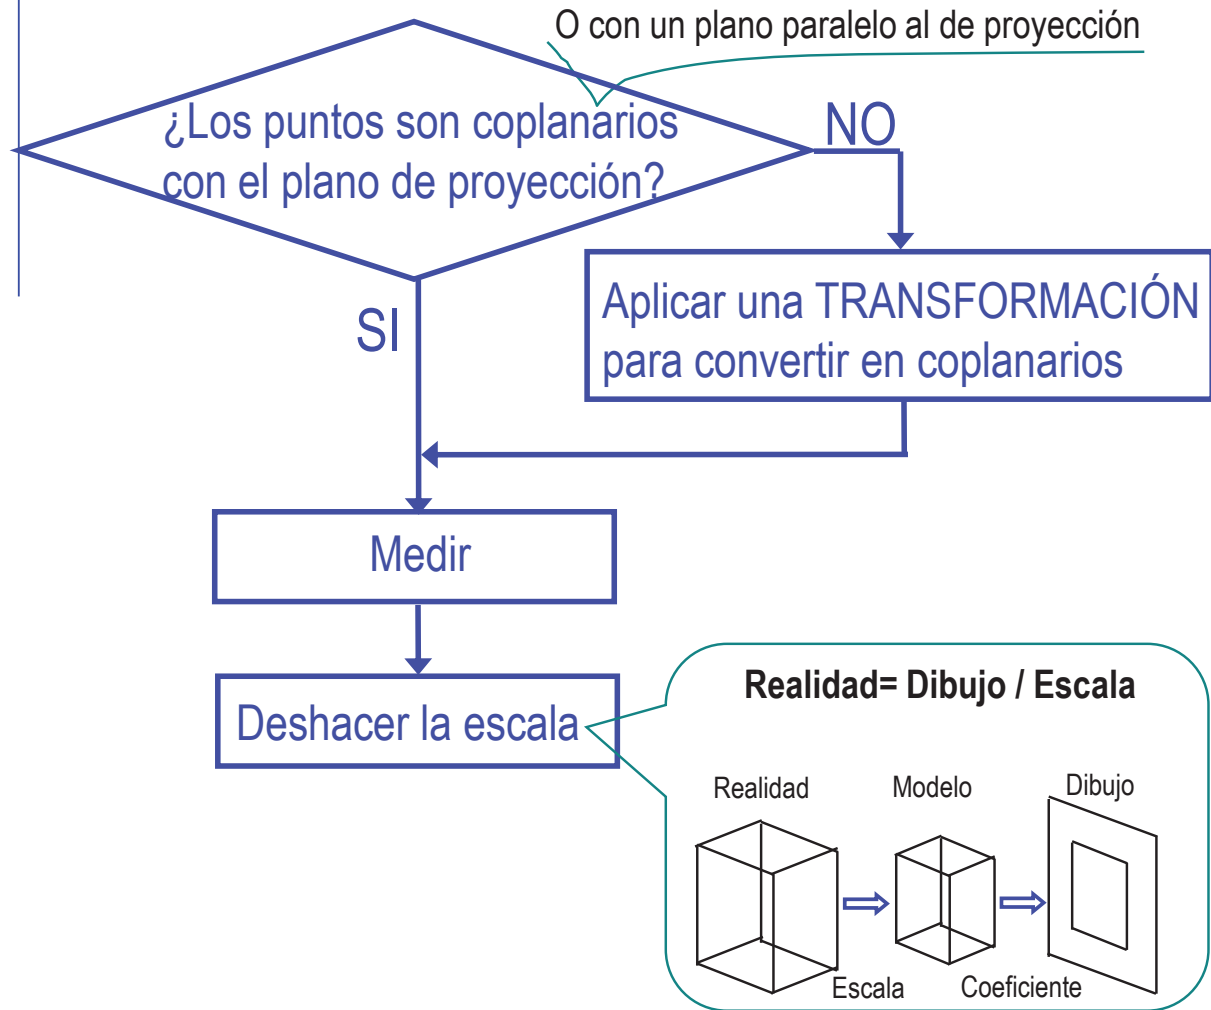 O con un plano paralelo al de proyección
¿Los puntos son coplanarios
con el plano de proyección?
NO
Aplicar una TRANSFORMACIÓN
para convertir en coplanarios
SI
Medir
Deshacer la escala
Realidad= Dibujo / Escala
Realidad
Modelo
Dibujo
Escala
Coeficiente